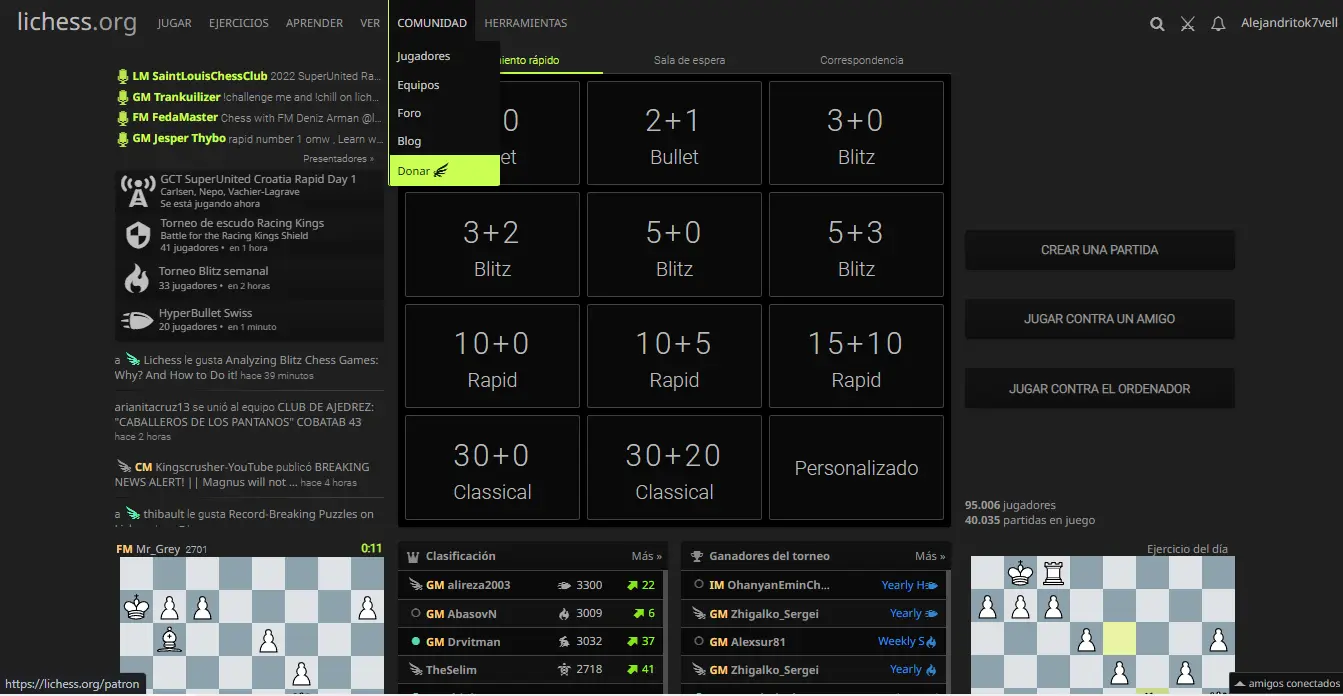 lichess.org JUGAR EJERCICIOS APRENDER VER COMUNIDAD HERRAMIENTAS Alejandritok7vell
Jugadores
Equipos
Foro
Blog
Donar
iento rápido Sala de espera Correspondencia
LM SaintLouisChessClub 2022 SuperUnited Ra...
GM Trankuilizer !challenge me and !chill on lich...
FM FedaMaster Chess with FM Deniz Arman @l...
GM Jesper Thybo rapid number 1 omw , Learn w...
Presentadores »
GCT SuperUnited Croatia Rapid Day 1
Carlsen, Nepo, Vachier-Lagrave
Se está jugando ahora
Torneo de escudo Racing Kings
Battle for the Racing Kings Shield
41 jugadores • en 1 hora
Torneo Blitz semanal
33 jugadores • en 2 horas
HyperBullet Swiss
20 jugadores • en 1 minuto
a Lichess le gusta Analyzing Blitz Chess Games:
Why? And How to Do it! hace 39 minutos
arianitacruz13 se unió al equipo CLUB DE AJEDREZ:
"CABALLEROS DE LOS PANTANOS" COBATAB 43
hace 2 horas
CM Kingscrusher-YouTube publicó BREAKING
NEWS ALERT! || Magnus will not ... hace 4 horas
a thibault le gusta Record-Breaking Puzzles on
0 2+1 3+0
et Bullet Blitz
3+2 5+0 5+3
Blitz Blitz Blitz
10+0 10+5 15+10
Rapid Rapid Rapid
30+0 30+20 Personalizado
Classical Classical
CREAR UNA PARTIDA
JUGAR CONTRA UN AMIGO
JUGAR CONTRA EL ORDENADOR
95.006 jugadores
40.035 partidas en juego
FM Mr_Grey 2701 0:11
Clasificación Más »
GM alireza2003 3300 22
GM AbasovN 3009 6
GM Drvitman 3032 37
TheSelim 2718 41
Ganadores del torneo Más »
IM OhanyanEminCh... Yearly H
GM Zhigalko_Sergei Yearly
GM Alexsur81 Weekly S
GM Zhigalko_Sergei Yearly
Ejercicio del día
https://lichess.org/patron
amigos conectados